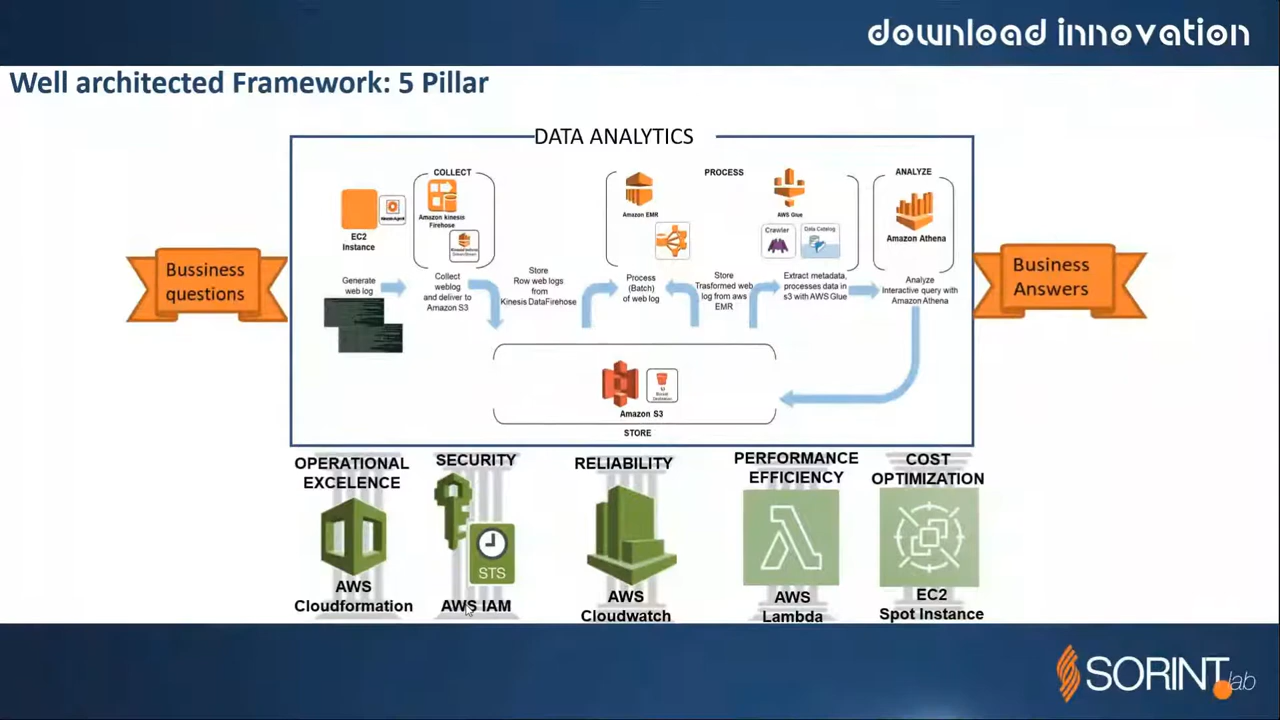 download innovation
Well architected Framework: 5 Pillar
DATA ANALYTICS
COLLECT
PROCESS
ANALYZE
Amazon kinesis
Firehose
EC2
Instance
Amazon EMR
AWS Glue
Crawler
Data Catalog
Amazon Athena
Bussiness
questions
Generate
web log
Collect
weblog
and deliver to
Amazon S3
Store
Row web logs
from
Kinesis DataFirehose
Process
(Batch)
of web log
Store
Trasformed web
log from aws
EMR
Extract metadata,
processes data in
s3 with AWS Glue
Analyze
Interactive query with
Amazon Athena
Business
Answers
Amazon S3
STORE
OPERATIONAL
EXCELENCE
AWS
Cloudformation
SECURITY
STS
AWS IAM
RELIABILITY
AWS
Cloudwatch
PERFORMANCE
EFFICIENCY
AWS
Lambda
COST
OPTIMIZATION
EC2
Spot Instance
SORINT.lab